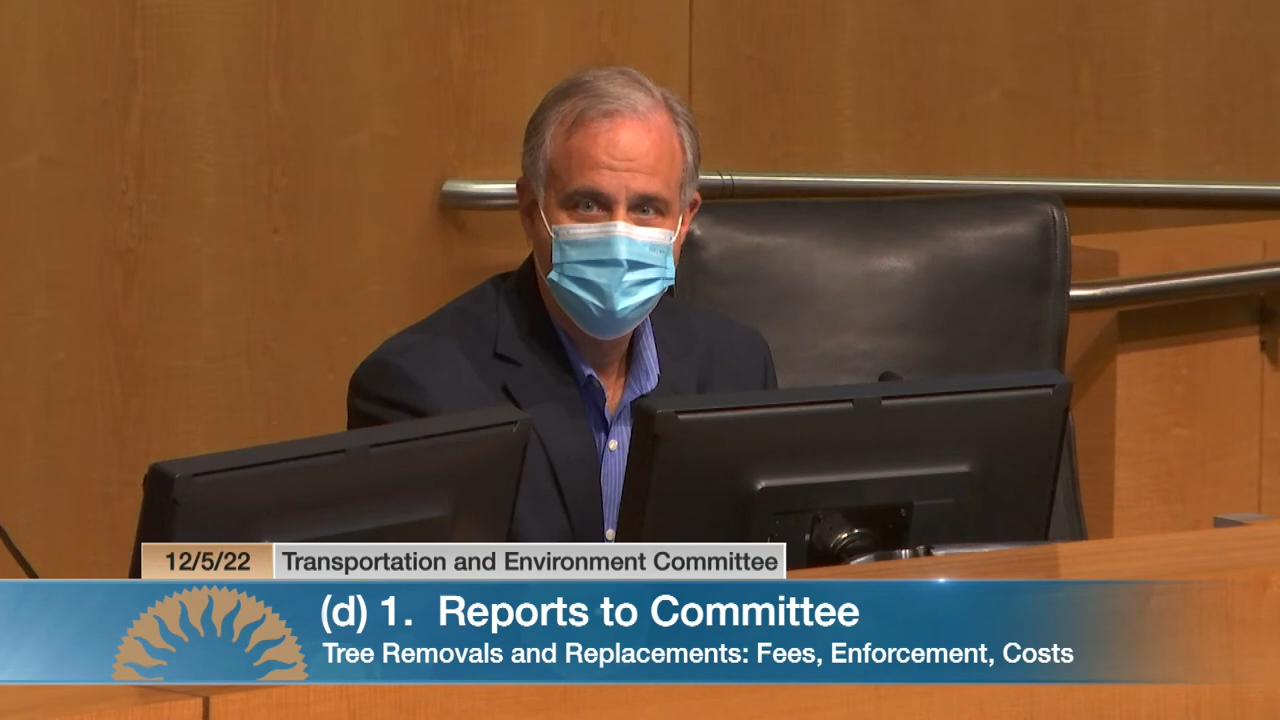 12/5/22
Transportation and Environment Committee
(d) 1. Reports to Committee
Tree Removals and Replacements: Fees, Enforcement, Costs